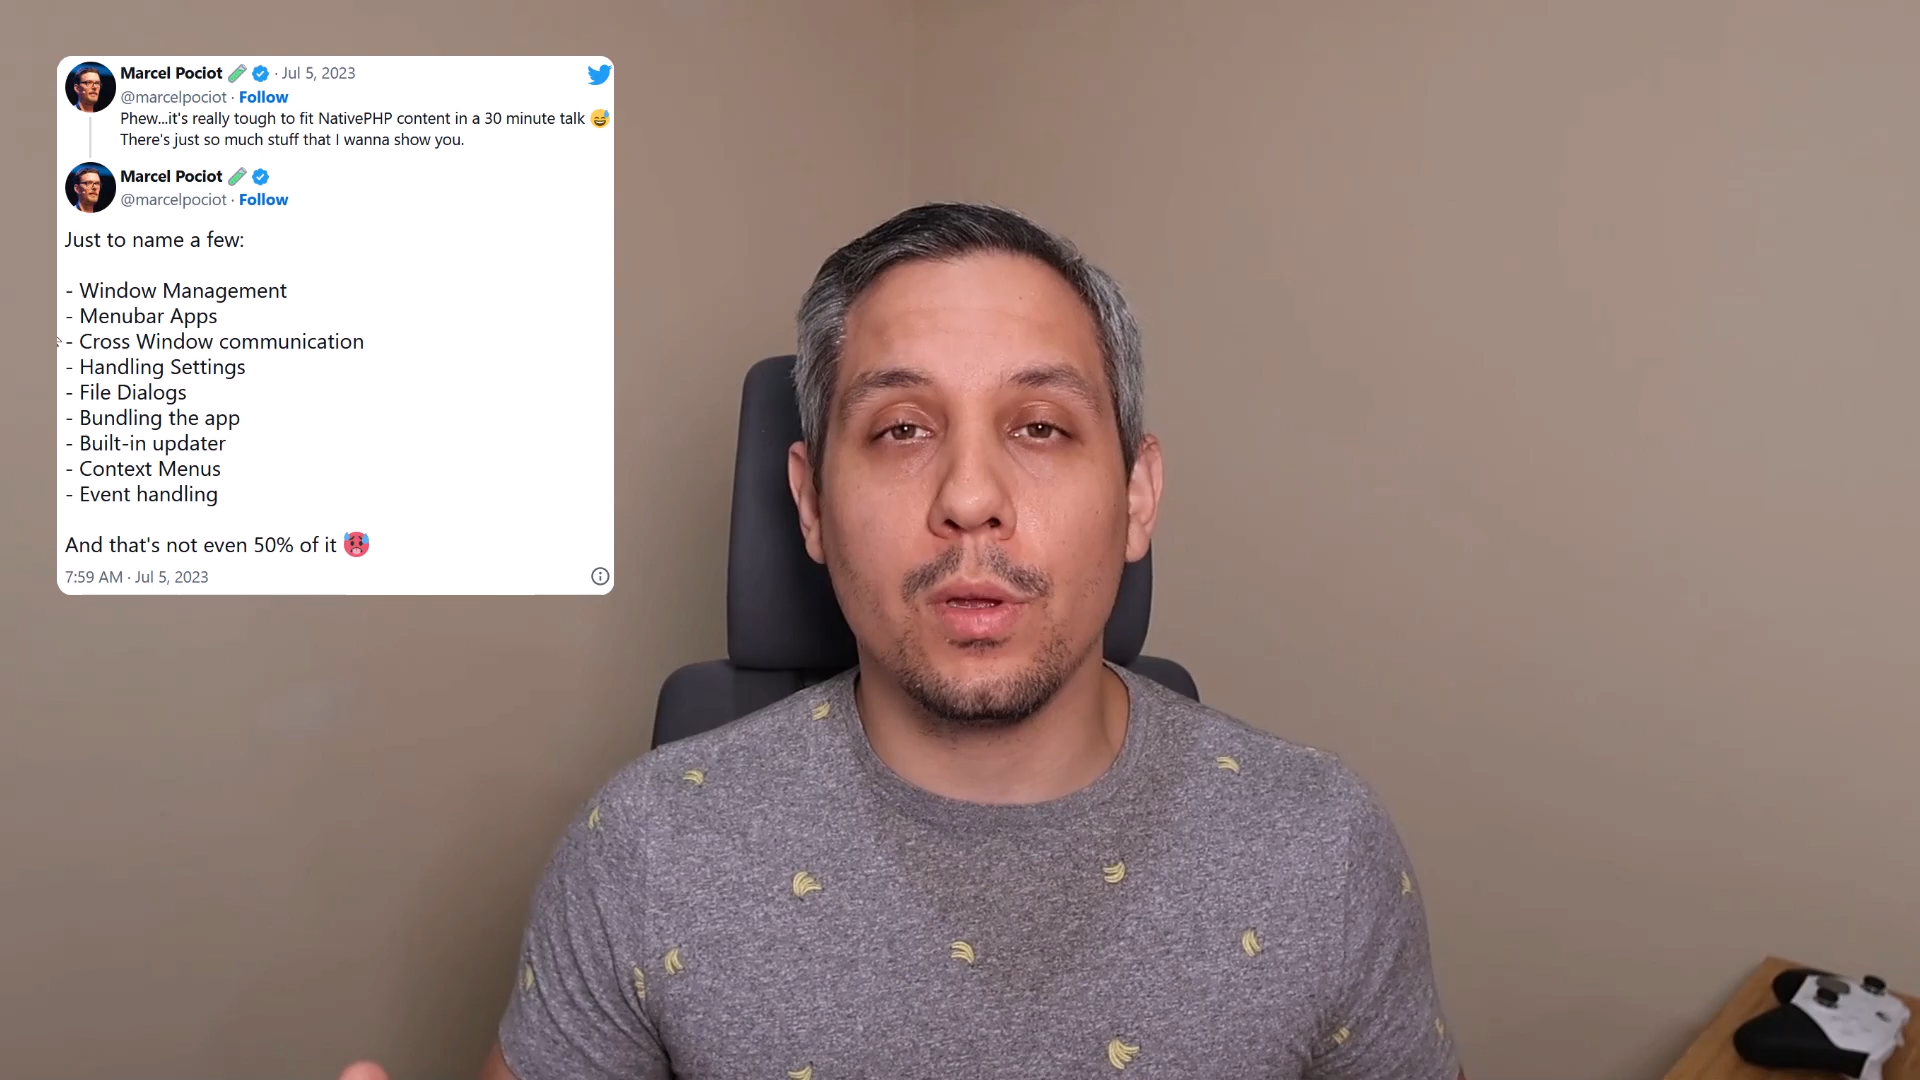 Marcel Pociot 🧪 · Jul 5, 2023
@marcelpociot · Follow
Phew...it's really tough to fit NativePHP content in a 30 minute talk 😅
There's just so much stuff that I wanna show you.
Marcel Pociot 🧪
@marcelpociot · Follow
Just to name a few:
- Window Management
- Menubar Apps
- Cross Window communication
- Handling Settings
- File Dialogs
- Bundling the app
- Built-in updater
- Context Menus
- Event handling
And that's not even 50% of it 🥵
7:59 AM · Jul 5, 2023